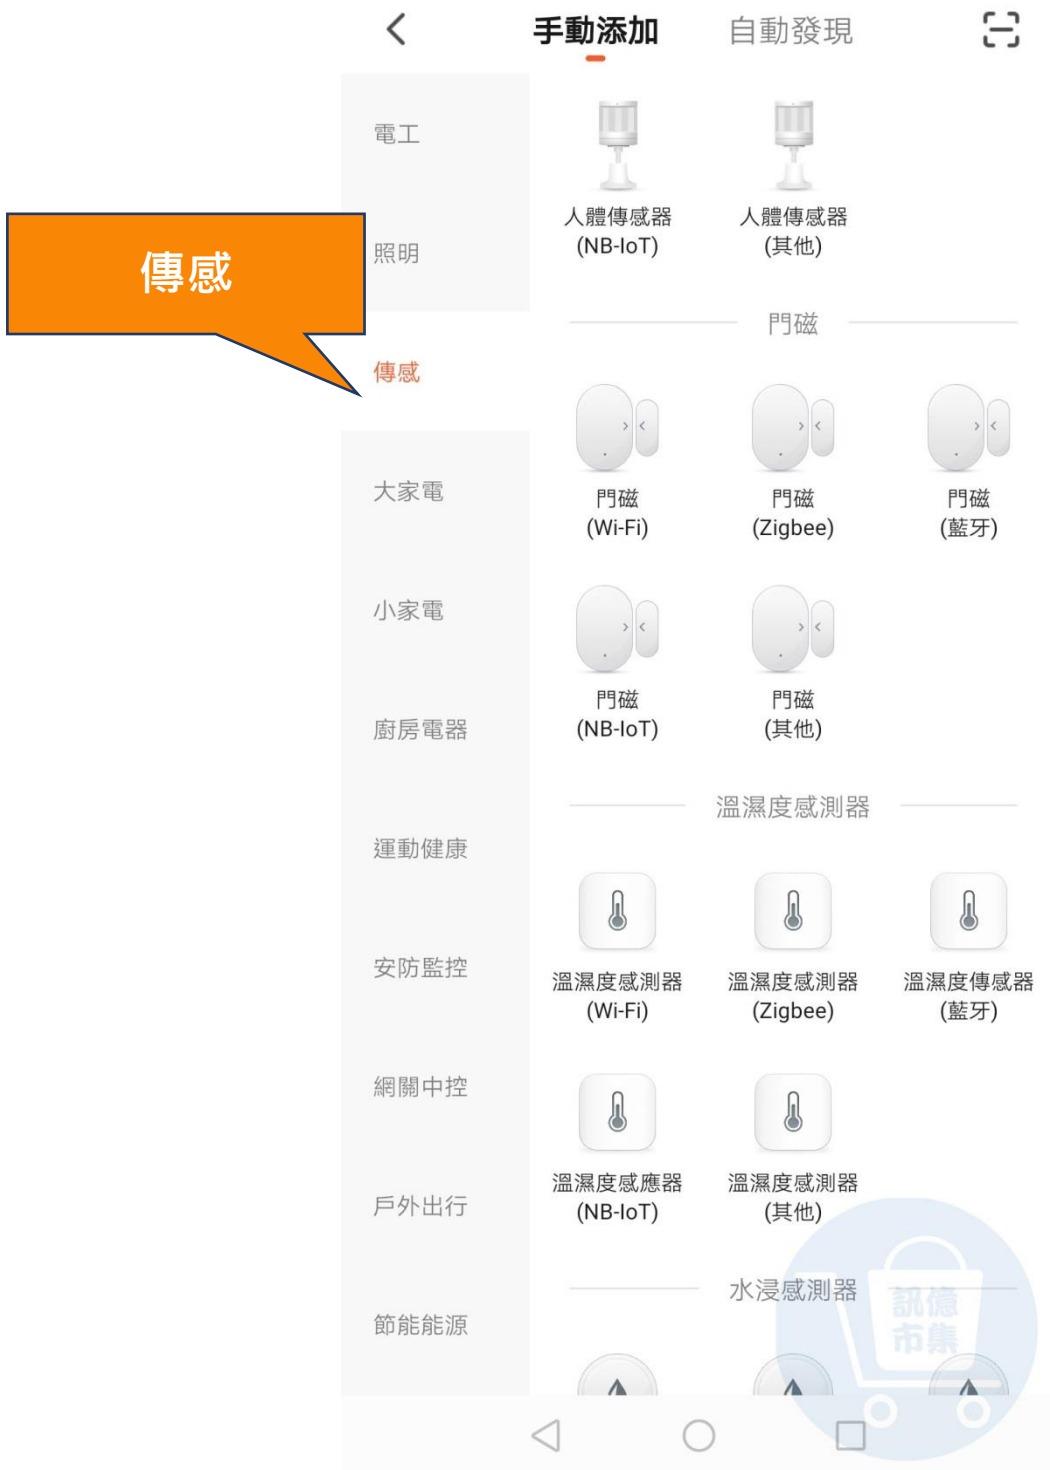 手動添加
自動發現
電工
照明
傳感
傳感
大家電
小家電
廚房電器
運動健康
安防監控
網關中控
戶外出行
節能能源
人體傳感器
(NB-IoT)
人體傳感器
(其他)
門磁
門磁
(Wi-Fi)
門磁
(Zigbee)
門磁
(藍牙)
門磁
(NB-IoT)
門磁
(其他)
溫濕度感測器
溫濕度感測器
(Wi-Fi)
溫濕度感測器
(Zigbee)
溫濕度傳感器
(藍牙)
溫濕度感應器
(NB-IoT)
溫濕度感測器
(其他)
水浸感測器
訊億
市集